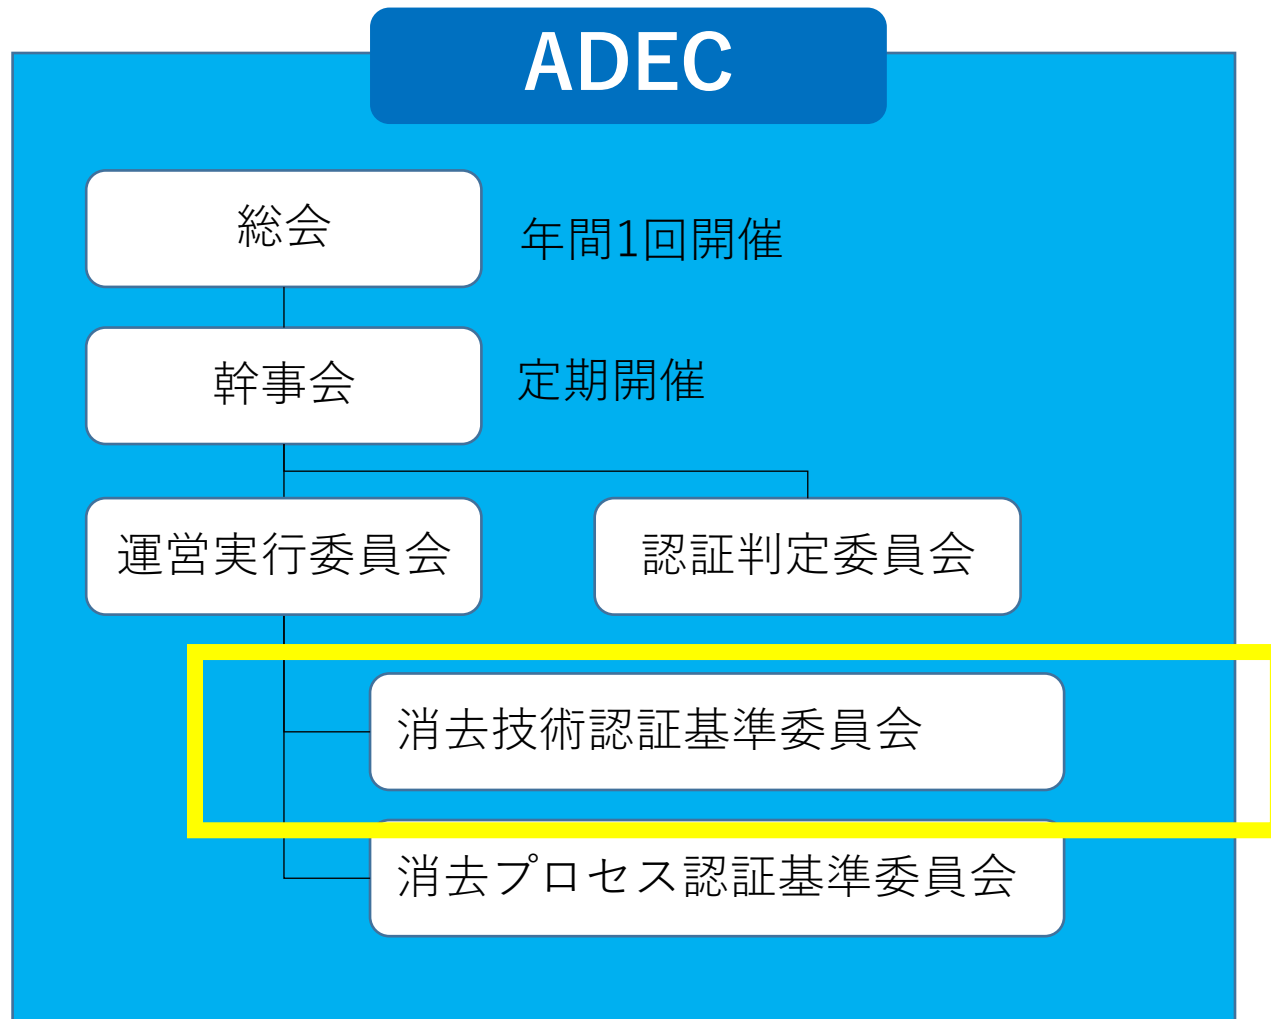 ADEC
総会
年間1回開催
幹事会
定期開催
運営実行委員会
認証判定委員会
消去技術認証基準委員会
消去プロセス認証基準委員会